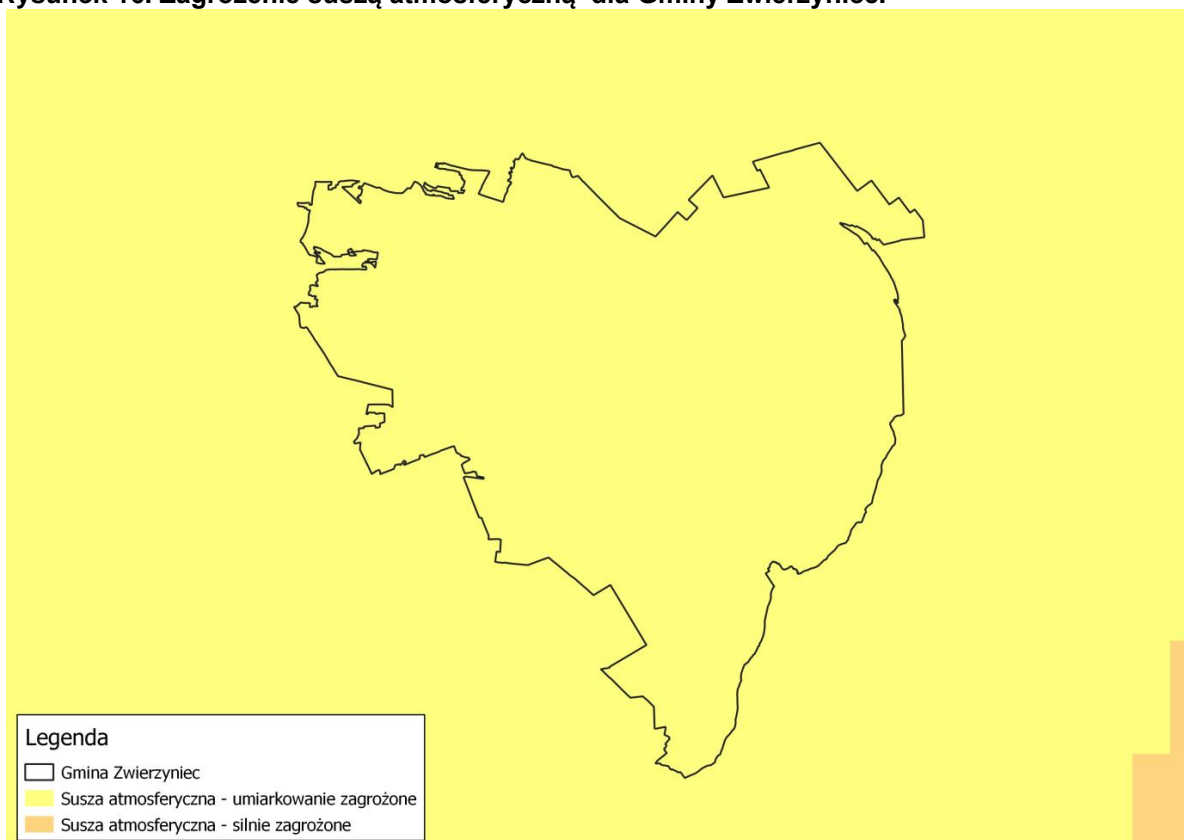 Rysunek Zagrożenie suszą atmosferyczną dla Gminy Zwierzyniec.
Legenda
Gmina Zwierzyniec
Susza atmosferyczna - umiarkowanie zagrożone
Susza atmosferyczna - silnie zagrożone